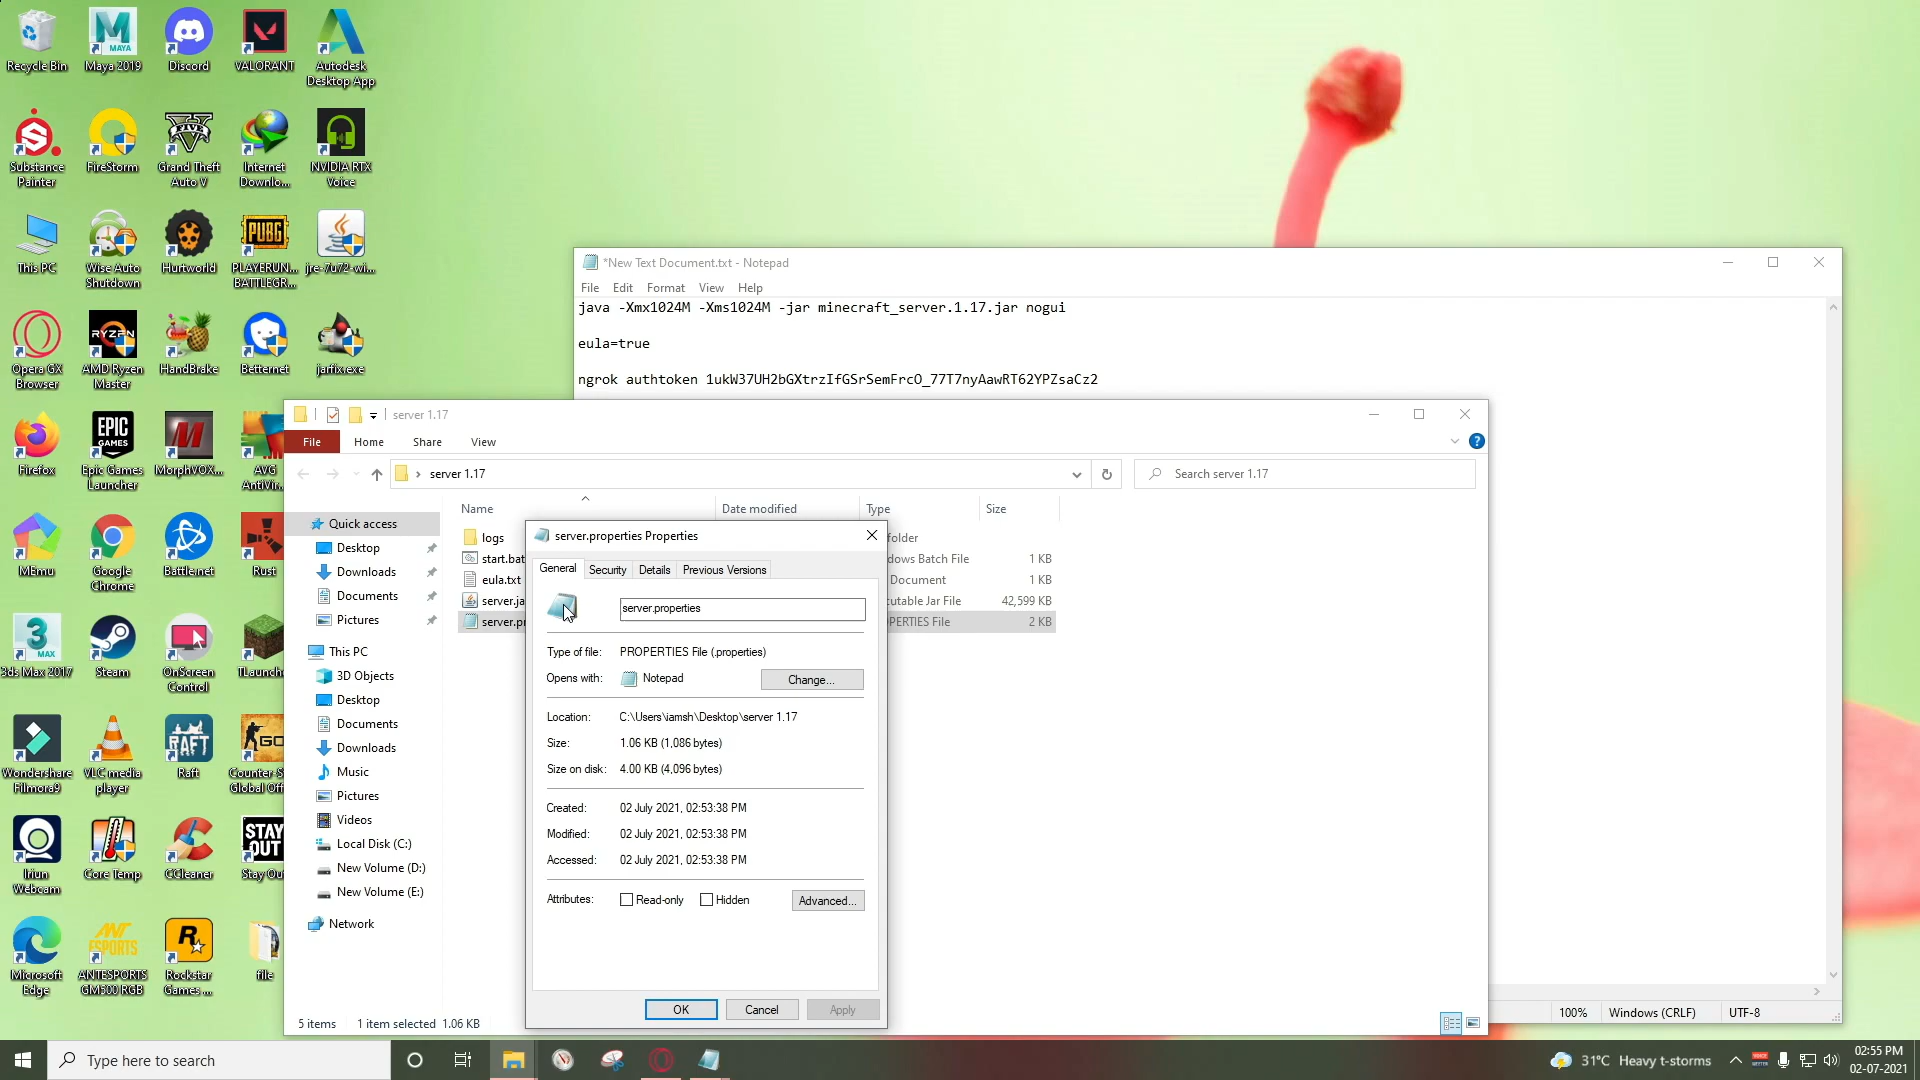 Recycle Bin
Maya 2019
Discord
VALORANT
Autodesk
Desktop App
Substance
Painter
FireStorm
Grand Theft
Auto V
Internet
Downlo...
NVIDIA RTX
Voice
This PC
Wise Auto
Shutdown
Hurtworld
PLAYERUN...
BATTLEGR...
jre-7u72-wi...
Opera GX
Browser
AMD Ryzen
Master
HandBrake
Betternet
jarfix.exe
Firefox
Epic Games
Launcher
MorphVOX...
AVG
AntiVir...
MEmu
Google
Chrome
Battle.net
Rust
3ds Max 2017
Steam
OnScreen
Control
TLaunch
Wondershare
Filmora9
VLC media
player
Raft
Counter-S
Global Off
Iriun
Webcam
Core Temp
CCleaner
Stay Ou
Microsoft
Edge
ANTESPORTS
GM500 RGB
Rockstar
Games ...
file
*New Text Document.txt - Notepad
File Edit Format View Help
java -Xmx1024M -Xms1024M -jar minecraft_server.1.17.jar nogui
eula=true
ngrok authtoken 1ukW37UH2bGXtrzIfGSrSemFrcO_77T7nyAawRT62YPZsaCz2
100% Windows (CRLF) UTF-8
server 1.17
File Home Share View
server 1.17
Search server 1.17
Name Date modified Type Size
Quick access
Desktop
Downloads
Documents
Pictures
This PC
3D Objects
Desktop
Documents
Downloads
Music
Pictures
Videos
Local Disk (C:)
New Volume (D:)
New Volume (E:)
Network
logs folder
start.bat dows Batch File 1 KB
eula.txt Document 1 KB
server.ja cutable Jar File 42,599 KB
server.pr PERTIES File 2 KB
5 items 1 item selected 1.06 KB
server.properties Properties
General Security Details Previous Versions
server.properties
Type of file: PROPERTIES File (.properties)
Opens with: Notepad Change...
Location: C:\Users\iamsh\Desktop\server 1.17
Size: 1.06 KB (1,086 bytes)
Size on disk: 4.00 KB (4,096 bytes)
Created: 02 July 2021, 02:53:38 PM
Modified: 02 July 2021, 02:53:38 PM
Accessed: 02 July 2021, 02:53:38 PM
Attributes: Read-only Hidden Advanced...
OK Cancel Apply
Type here to search
31°C Heavy t-storms
02:55 PM
02-07-2021